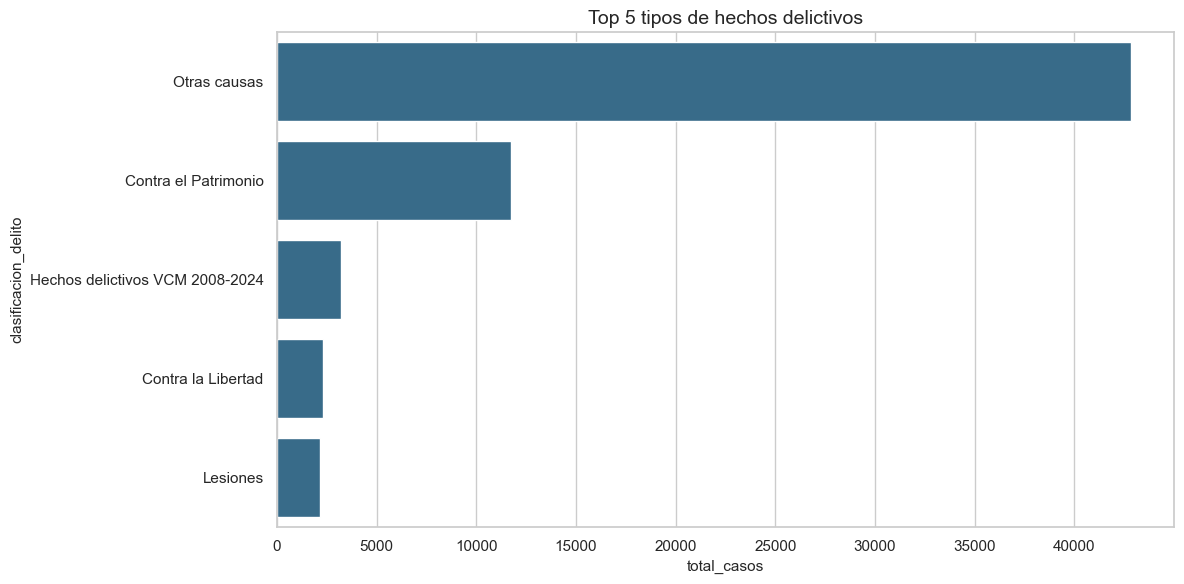 Top 5 tipos de hechos delictivos
Otras causas
Contra el Patrimonio
Hechos delictivos VCM 2008-2024
Contra la Libertad
Lesiones
clasificacion_delito
0 5000 10000 15000 20000 25000 30000 35000 40000
total_casos